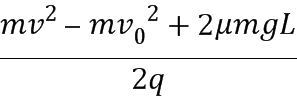 mv² – mv₀² + 2μmgL
2q